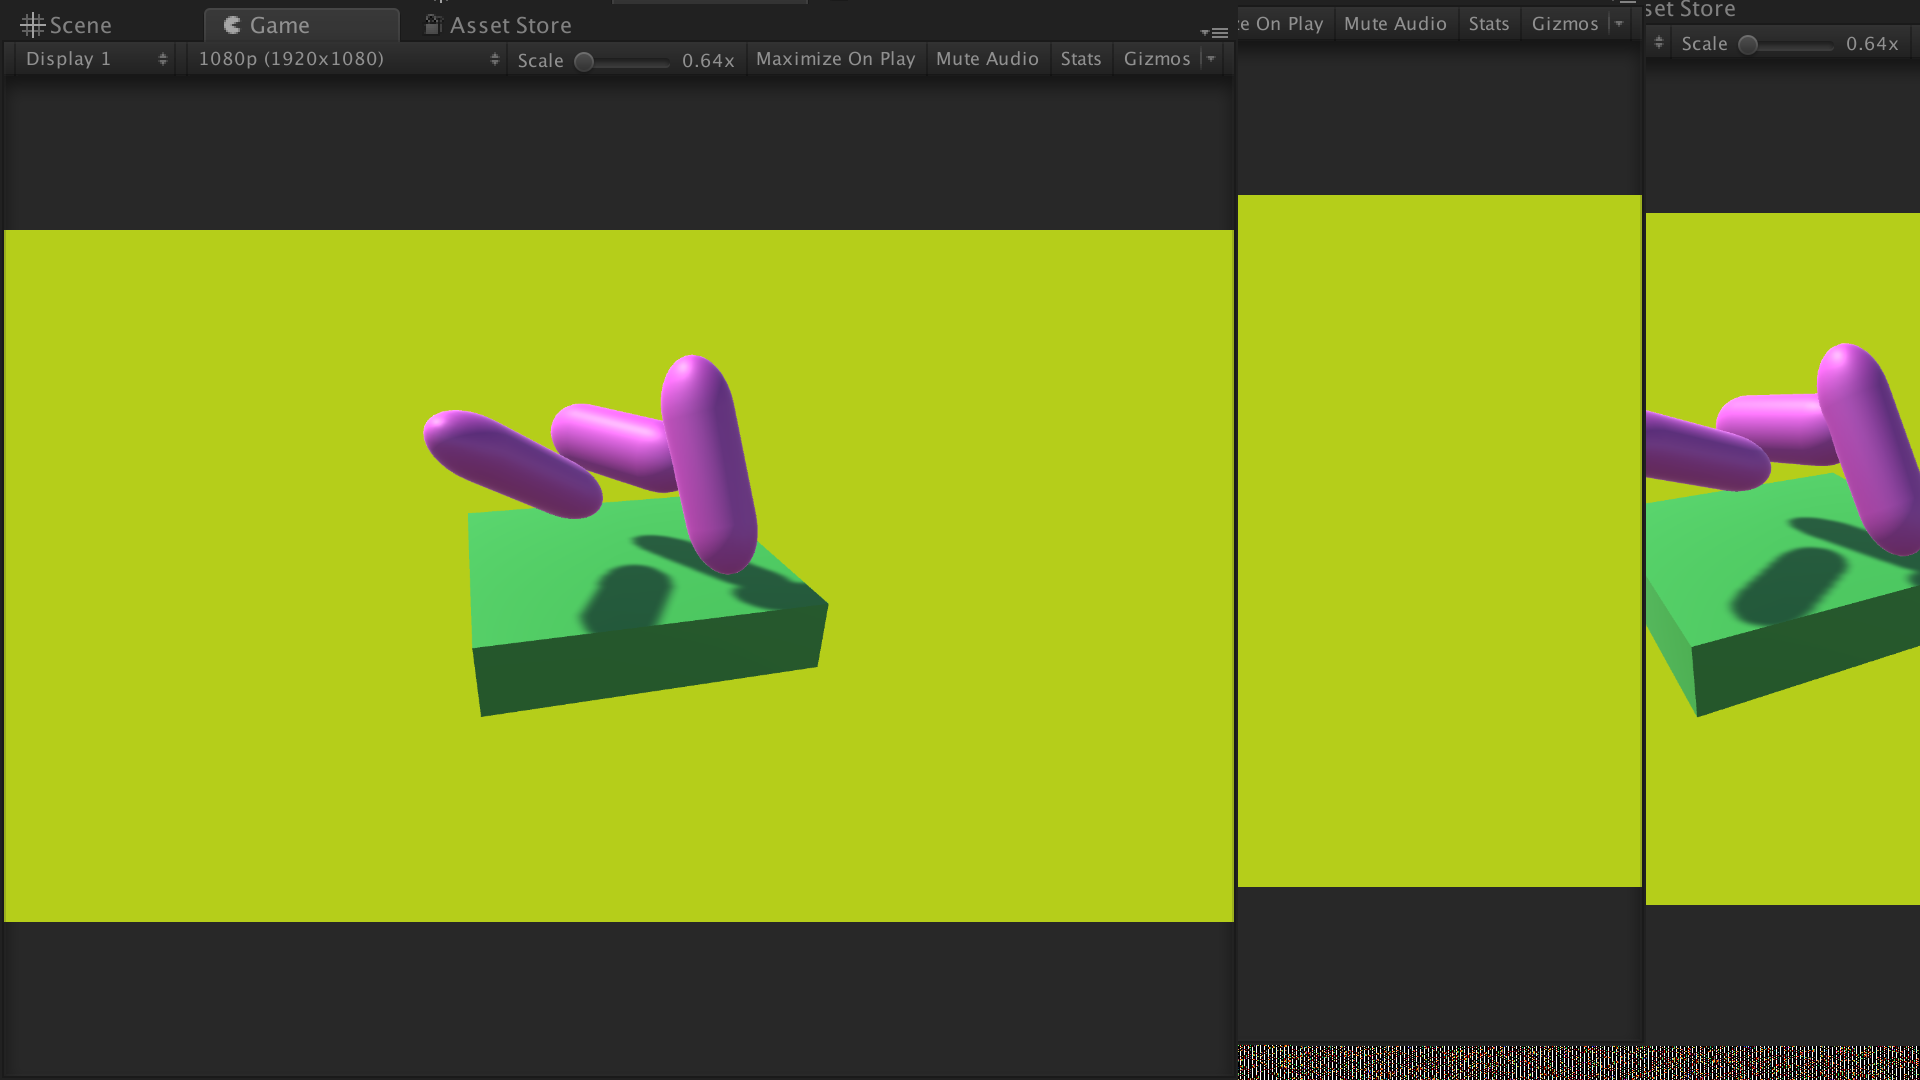 Scene Game Asset Store
Display 1 1080p (1920x1080) Scale 0.64x Maximize On Play Mute Audio Stats Gizmos
On Play Mute Audio Stats Gizmos
Store
Scale 0.64x